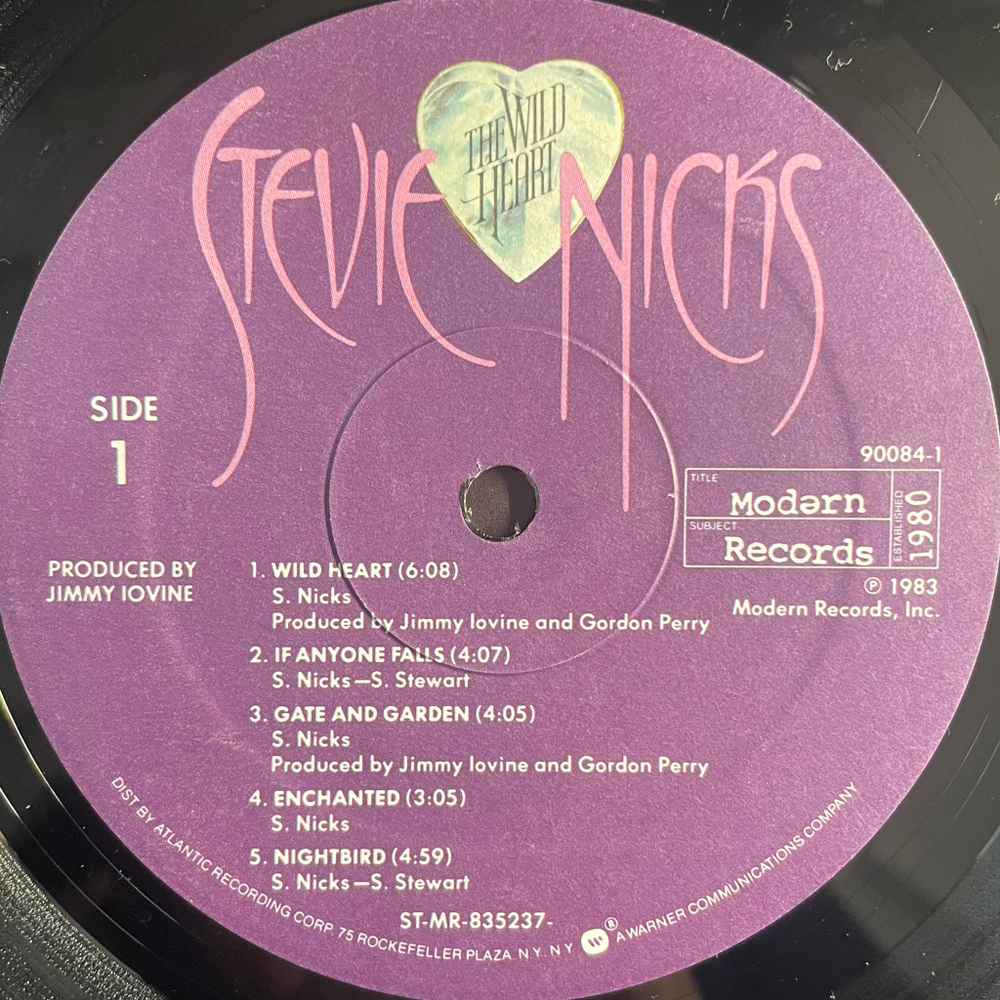 THE WILD
HEART
STEVIE NICKS
SIDE
1
90084-1
TITLE
Modərn
SUBJECT
Records
ESTABLISHED
1980
℗ 1983
Modern Records, Inc.
PRODUCED BY
JIMMY IOVINE
1. WILD HEART (6:08)
S. Nicks
Produced by Jimmy Iovine and Gordon Perry
2. IF ANYONE FALLS (4:07)
S. Nicks—S. Stewart
3. GATE AND GARDEN (4:05)
S. Nicks
Produced by Jimmy Iovine and Gordon Perry
4. ENCHANTED (3:05)
S. Nicks
5. NIGHTBIRD (4:59)
S. Nicks—S. Stewart
ST-MR-835237-
DIST BY ATLANTIC RECORDING CORP. 75 ROCKEFELLER PLAZA N.Y. N.Y. ® A WARNER COMMUNICATIONS COMPANY